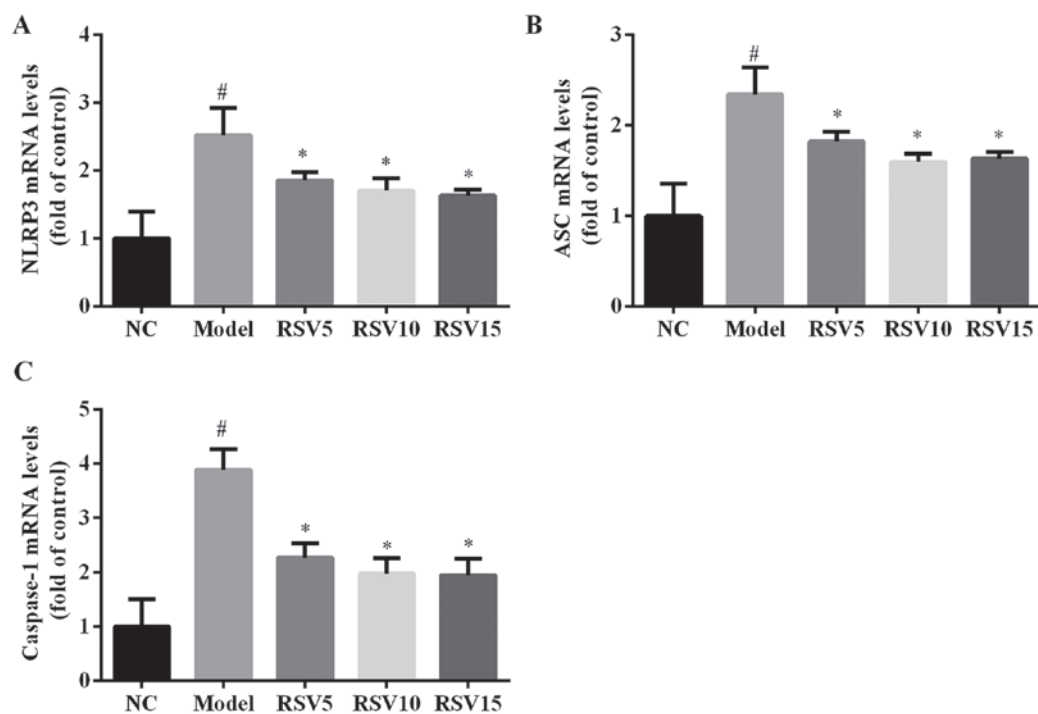 A
NLRP3 mRNA levels
(fold of control)
4
3
2
1
0
#
*
*
*
NC Model RSV5 RSV10 RSV15
B
ASC mRNA levels
(fold of control)
3
2
1
0
#
*
*
*
NC Model RSV5 RSV10 RSV15
C
Caspase-1 mRNA levels
(fold of control)
5
4
3
2
1
0
#
*
*
*
NC Model RSV5 RSV10 RSV15